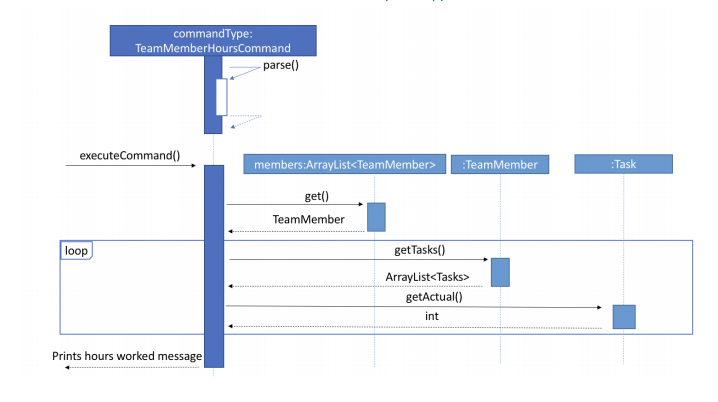 commandType:
TeamMemberHoursCommand
parse()
executeCommand()
members:ArrayList<TeamMember>
:TeamMember
:Task
get()
TeamMember
loop
getTasks()
ArrayList<Tasks>
getActual()
int
Prints hours worked message